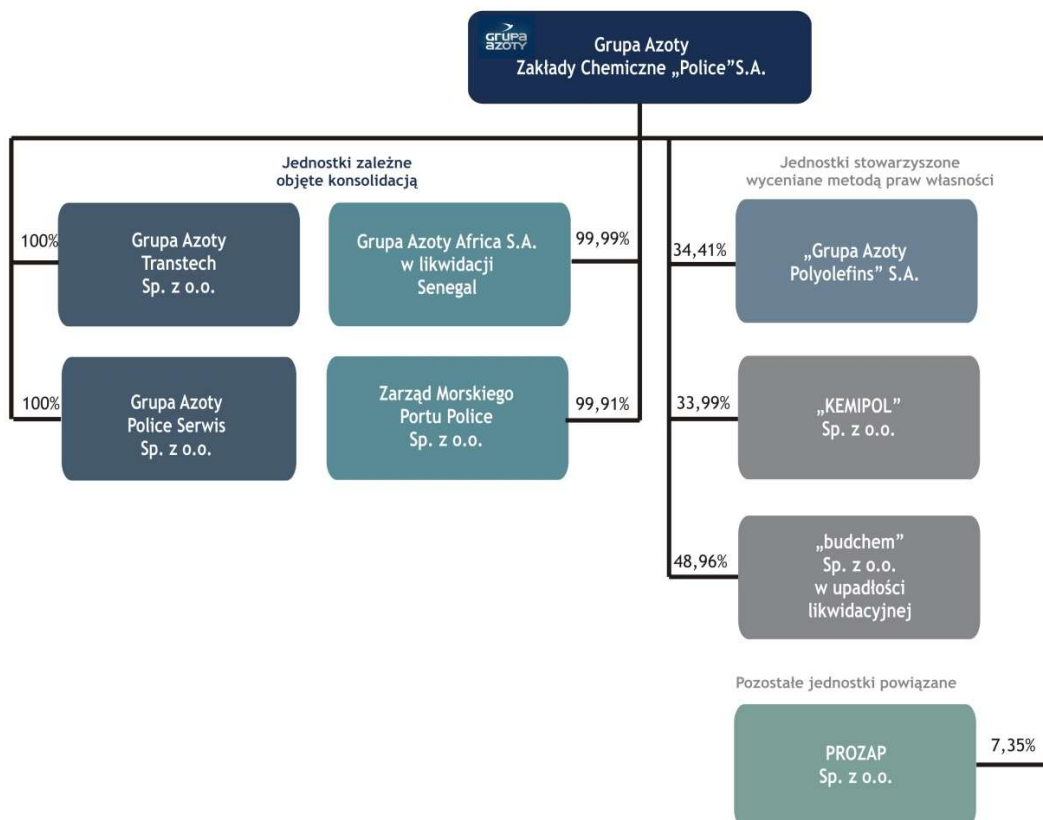 GRUPA
AZOTY
Grupa Azoty
Zakłady Chemiczne „Police”S.A.
Jednostki zależne
objęte konsolidacją
Jednostki stowarzyszone
wyceniane metodą praw własności
100%
Grupa Azoty
Transtech
Sp. z o.o.
Grupa Azoty Africa S.A.
w likwidacji
Senegal
99,99%
34,41%
„Grupa Azoty
Polyolefins” S.A.
100%
Grupa Azoty
Police Serwis
Sp. z o.o.
Zarząd Morskiego
Portu Police
Sp. z o.o.
99,91%
33,99%
„KEMIPOL”
Sp. z o.o.
48,96%
„budchem”
Sp. z o.o.
w upadłości
likwidacyjnej
Pozostałe jednostki powiązane
PROZAP
Sp. z o.o.
7,35%